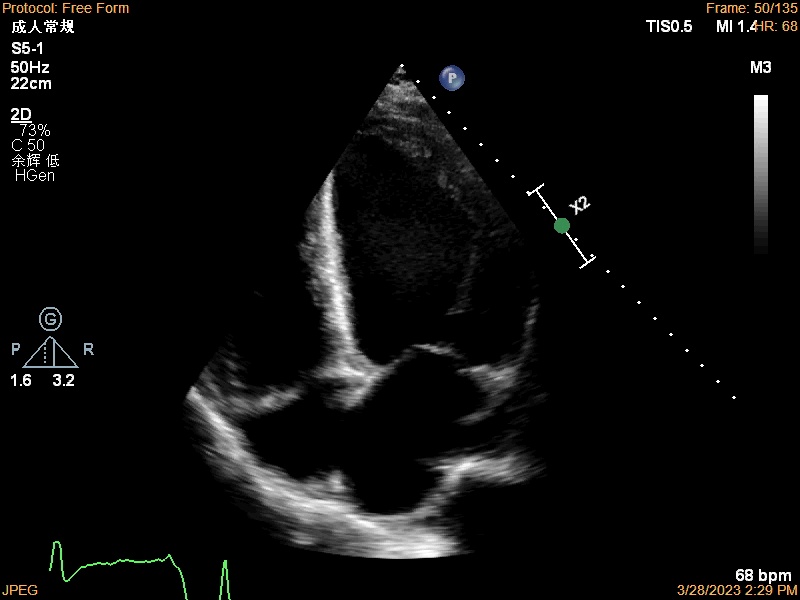 Protocol: Free Form
Frame: 50/135
成人常规
TIS0.5 MI 1.4
HR: 68
S5-1
50Hz
22cm
M3
2D
73%
C 50
余辉 低
HGen
P
X2
G
P R
1.6 3.2
68 bpm
JPEG
3/28/2023 2:29 PM